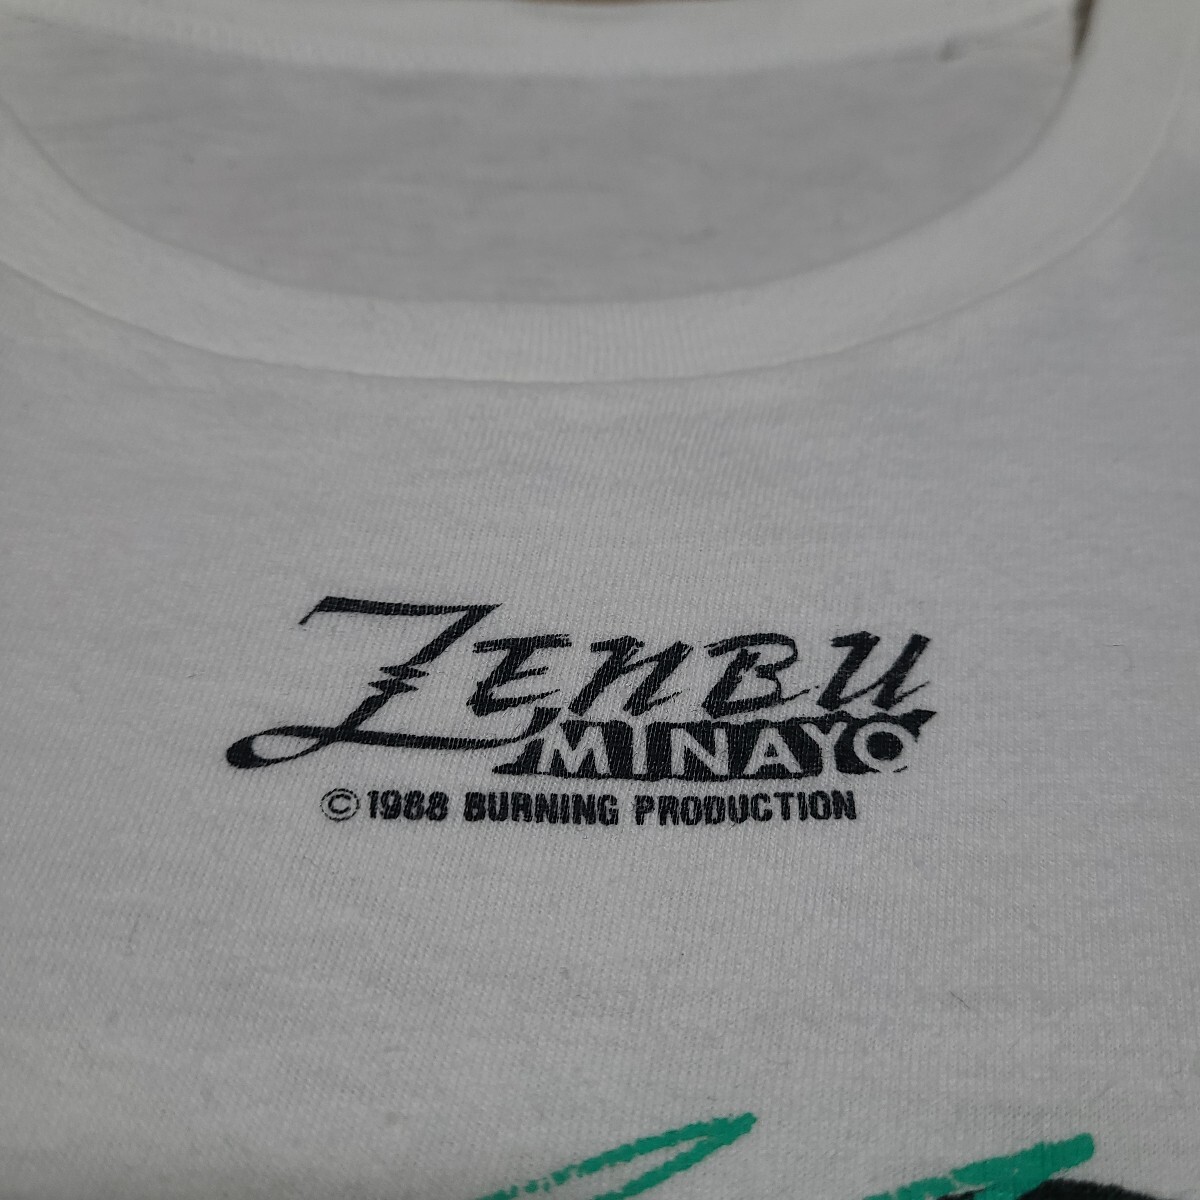 ZENBU
MINAYO
©1988 BURNING PRODUCTION